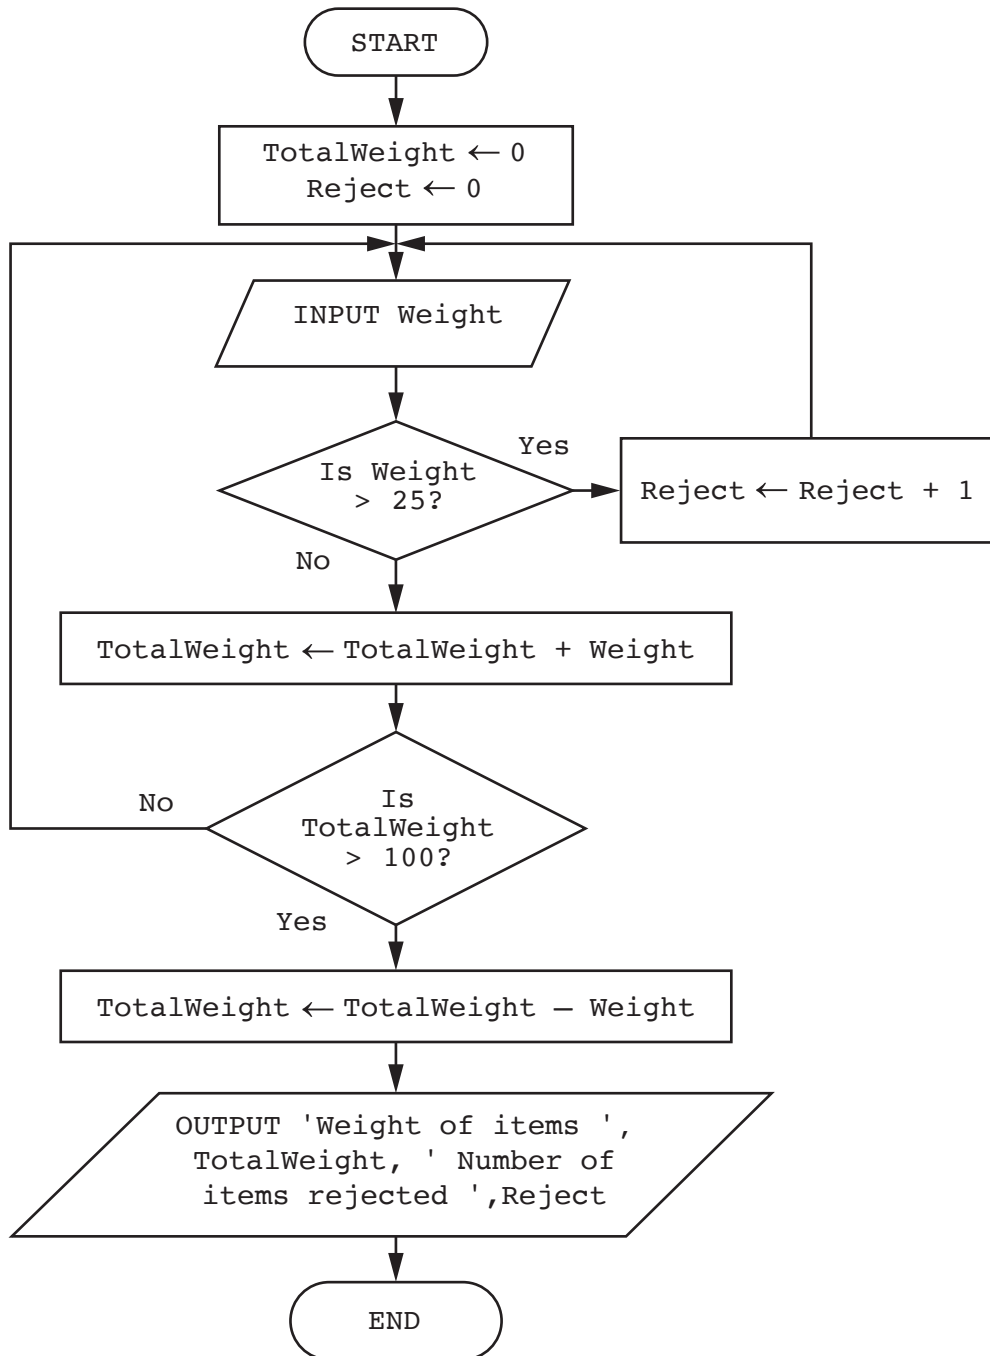 START
TotalWeight ← 0
Reject ← 0
INPUT Weight
Yes
Is Weight
> 25?
Reject ← Reject + 1
No
TotalWeight ← TotalWeight + Weight
No
Is
TotalWeight
> 100?
Yes
TotalWeight ← TotalWeight – Weight
OUTPUT 'Weight of items ',
TotalWeight, ' Number of
items rejected ',Reject
END